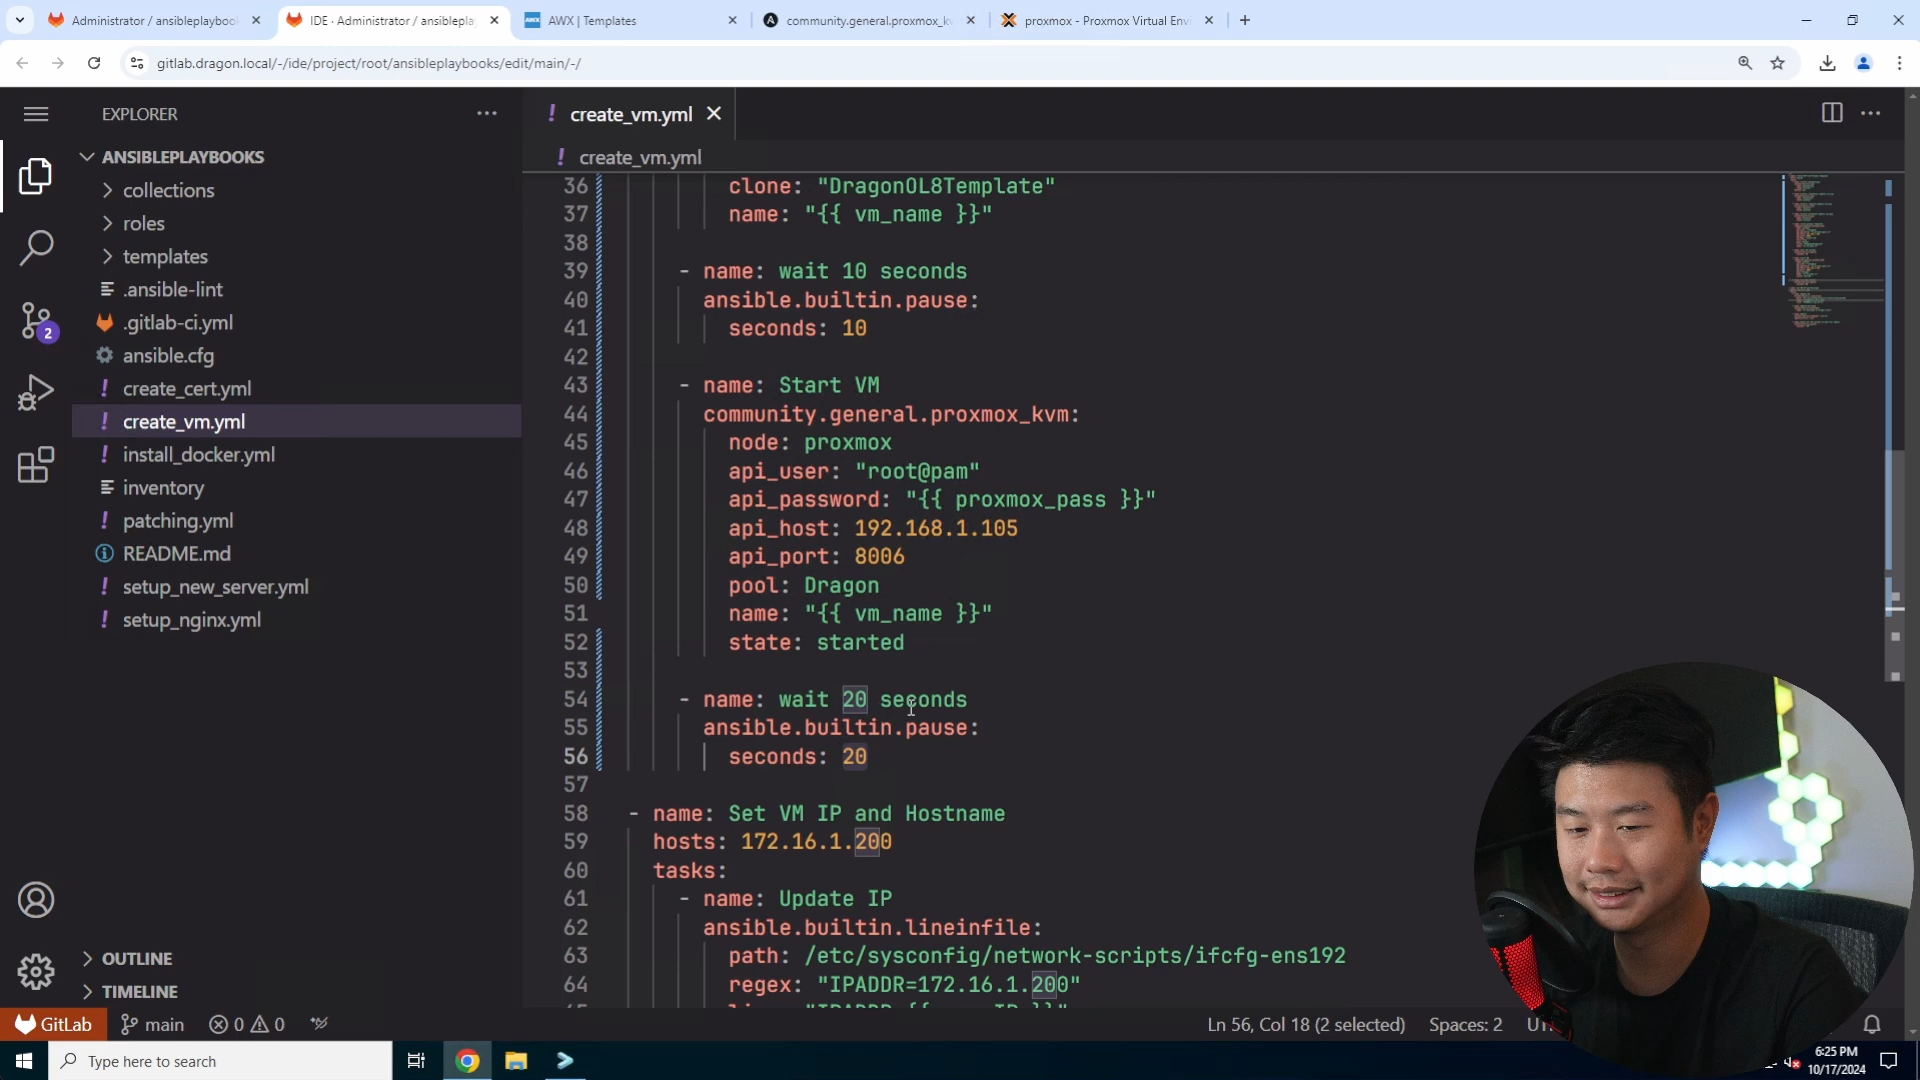 Administrator / ansibleplaybook
IDE · Administrator / ansiblepla
AWX | Templates
community.general.proxmox_kv
proxmox - Proxmox Virtual Envi
gitlab.dragon.local/-/ide/project/root/ansibleplaybooks/edit/main/-/
EXPLORER
ANSIBLEPLAYBOOKS
collections
roles
templates
.ansible-lint
.gitlab-ci.yml
ansible.cfg
create_cert.yml
create_vm.yml
install_docker.yml
inventory
patching.yml
README.md
setup_new_server.yml
setup_nginx.yml
OUTLINE
TIMELINE
2
create_vm.yml
create_vm.yml
36 clone: "DragonOL8Template"
37 name: "{{ vm_name }}"
38
39 - name: wait 10 seconds
40 ansible.builtin.pause:
41 seconds: 10
42
43 - name: Start VM
44 community.general.proxmox_kvm:
45 node: proxmox
46 api_user: "root@pam"
47 api_password: "{{ proxmox_pass }}"
48 api_host: 192.168.1.105
49 api_port: 8006
50 pool: Dragon
51 name: "{{ vm_name }}"
52 state: started
53
54 - name: wait 20 seconds
55 ansible.builtin.pause:
56 seconds: 20
57
58 - name: Set VM IP and Hostname
59 hosts: 172.16.1.200
60 tasks:
61 - name: Update IP
62 ansible.builtin.lineinfile:
63 path: /etc/sysconfig/network-scripts/ifcfg-ens192
64 regex: "IPADDR=172.16.1.200"
GitLab main 0 0 Ln 56, Col 18 (2 selected) Spaces: 2
Type here to search
6:25 PM
10/17/2024